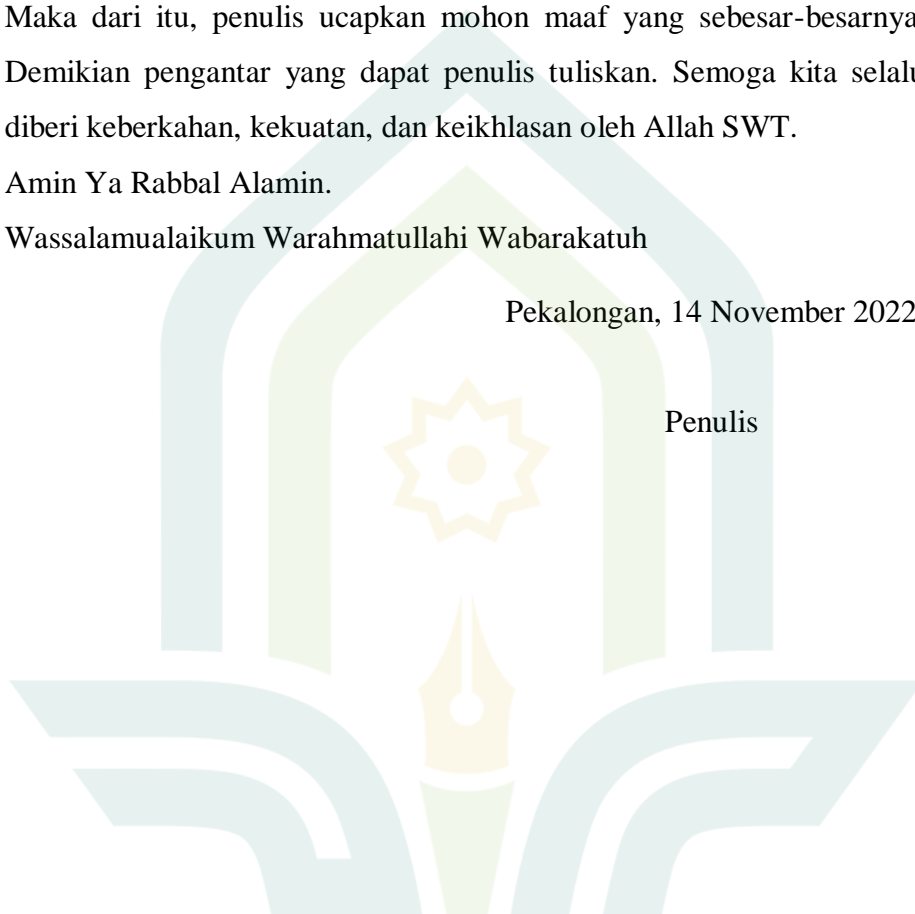 Maka dari itu, penulis ucapkan mohon maaf yang sebesar-besarnya
Demikian pengantar yang dapat penulis tuliskan. Semoga kita selalu
diberi keberkahan, kekuatan, dan keikhlasan oleh Allah SWT.
Amin Ya Rabbal Alamin.
Wassalamualaikum Warahmatullahi Wabarakatuh
Pekalongan, 14 November 2022
Penulis